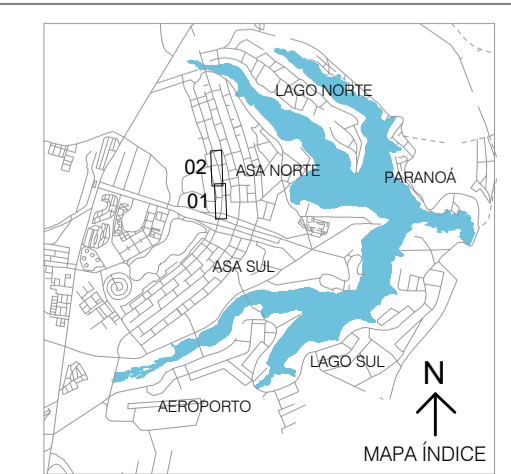 LAGO NORTE
02
ASA NORTE
PARANOÁ
01
ASA SUL
LAGO SUL
N
AEROPORTO
MAPA ÍNDICE